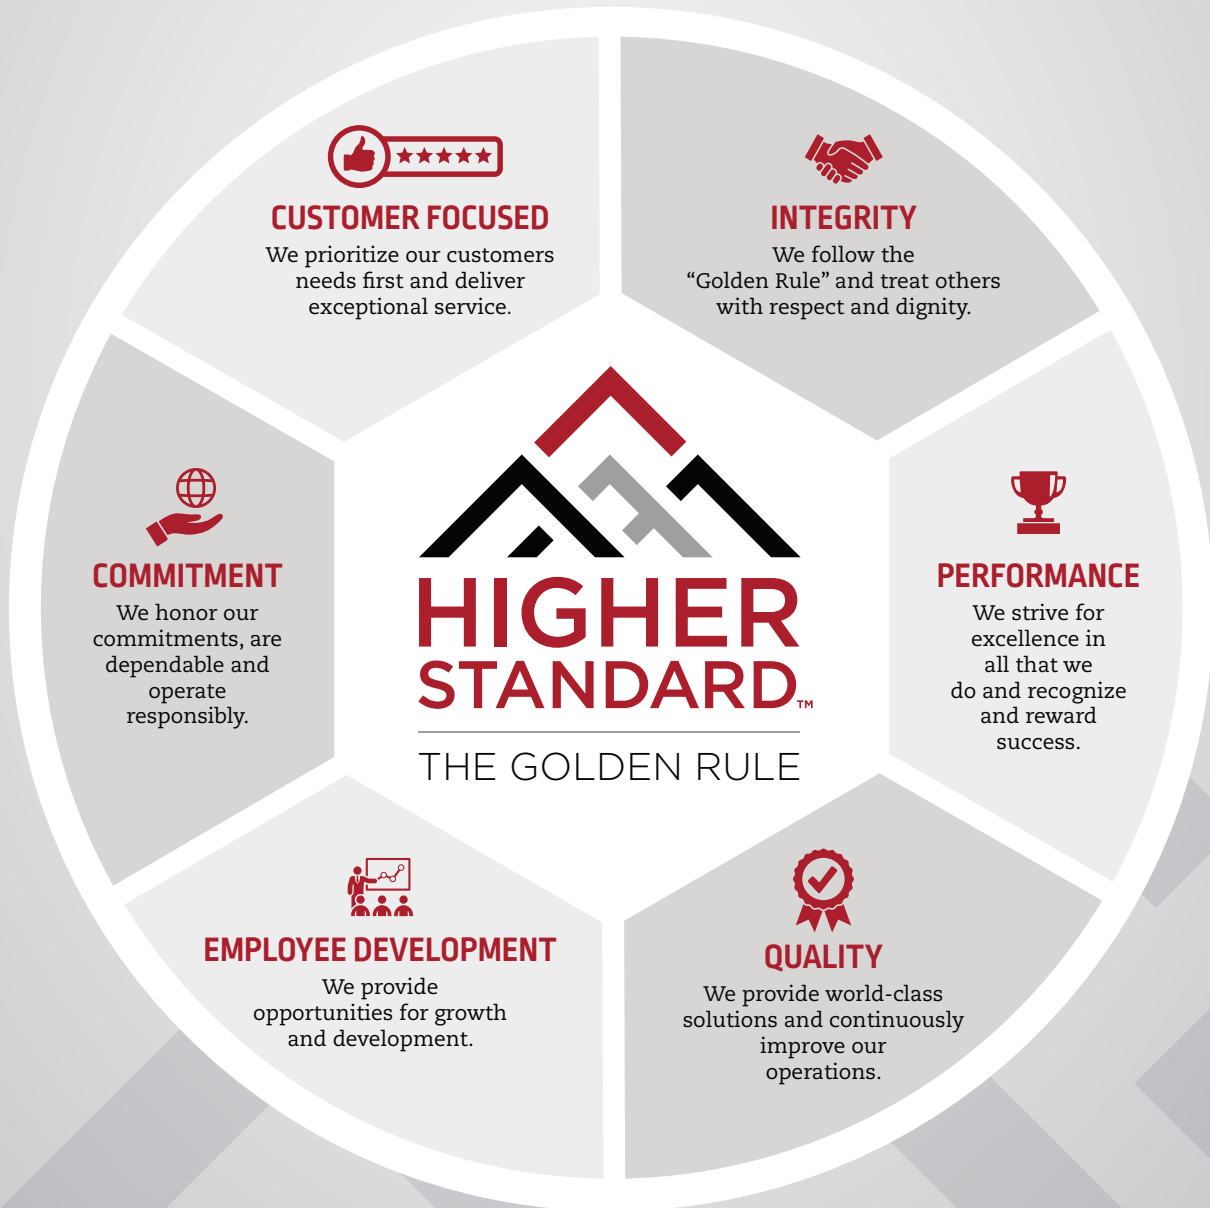 CUSTOMER FOCUSED
We prioritize our customers
needs first and deliver
exceptional service.
INTEGRITY
We follow the
“Golden Rule” and treat others
with respect and dignity.
COMMITMENT
We honor our
commitments, are
dependable and
operate
responsibly.
HIGHER
STANDARD™
THE GOLDEN RULE
PERFORMANCE
We strive for
excellence in
all that we
do and recognize
and reward
success.
EMPLOYEE DEVELOPMENT
We provide
opportunities for growth
and development.
QUALITY
We provide world-class
solutions and continuously
improve our
operations.